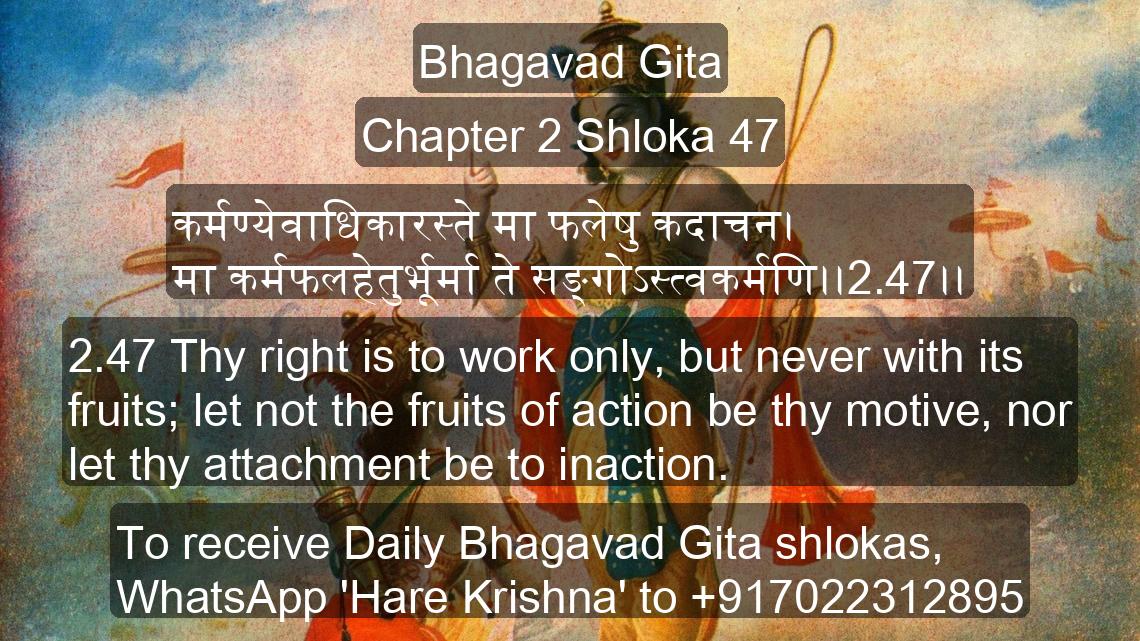 Bhagavad Gita
Chapter 2 Shloka 47
कर्मण्येवाधिकारस्ते मा फलेषु कदाचन।
मा कर्मफलहेतुर्भूर्मा ते सङ्गोऽस्त्वकर्मणि।।2.47।।
2.47 Thy right is to work only, but never with its
fruits; let not the fruits of action be thy motive, nor
let thy attachment be to inaction.
To receive Daily Bhagavad Gita shlokas,
WhatsApp 'Hare Krishna' to +917022312895